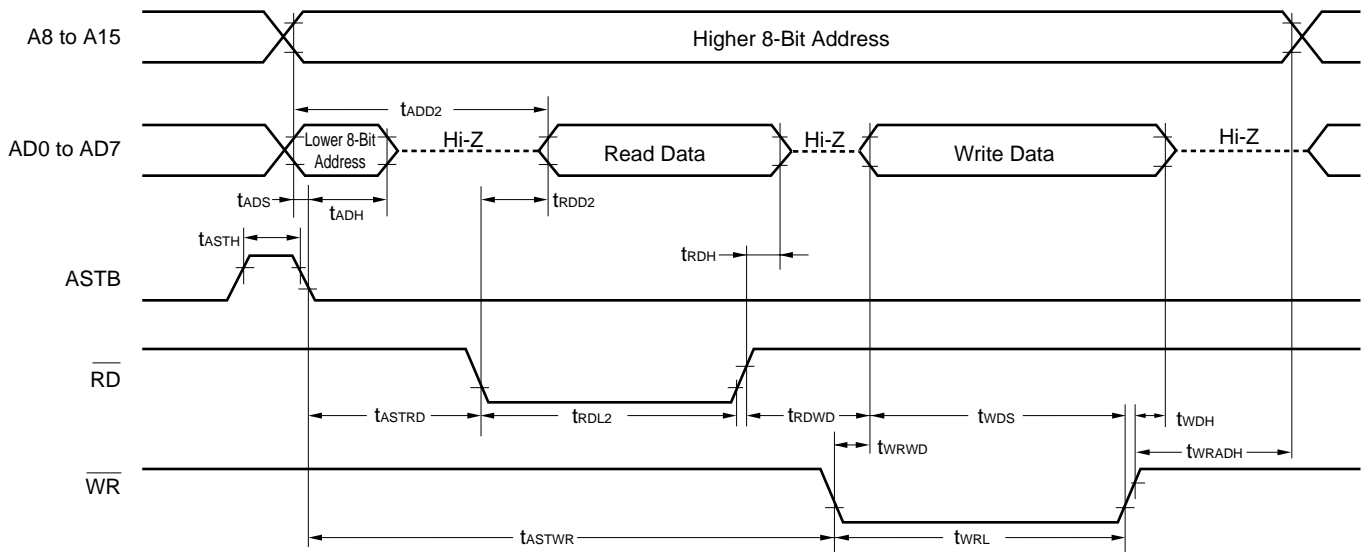 A8 to A15
Higher 8-Bit Address
tADD2
AD0 to AD7
Lower 8-Bit
Address
Hi-Z
Read Data
Hi-Z
Write Data
Hi-Z
tADS
tADH
tRDD2
tASTH
tRDH
ASTB
RD
tASTRD
tRDL2
tRDWD
tWDS
tWDH
tWRWD
tWRADH
WR
tASTWR
tWRL